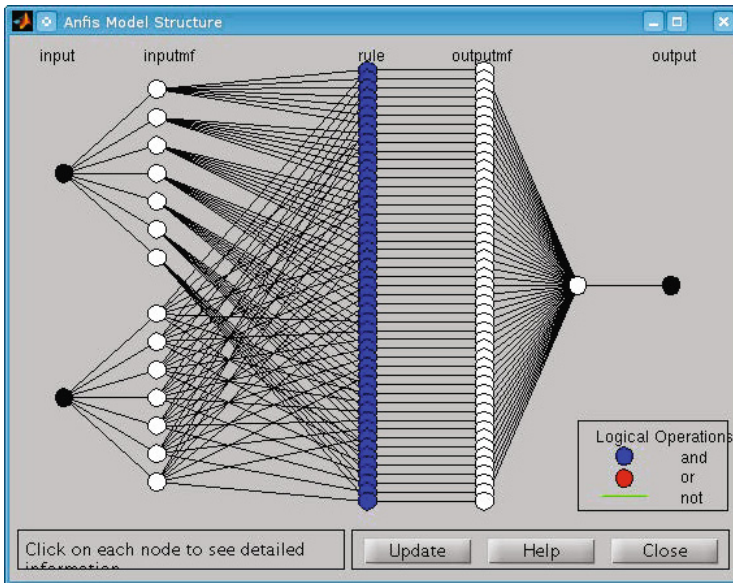 Anfis Model Structure
input inputmf rule outputmf output
Logical Operations
and
or
not
Click on each node to see detailed
information
Update Help Close